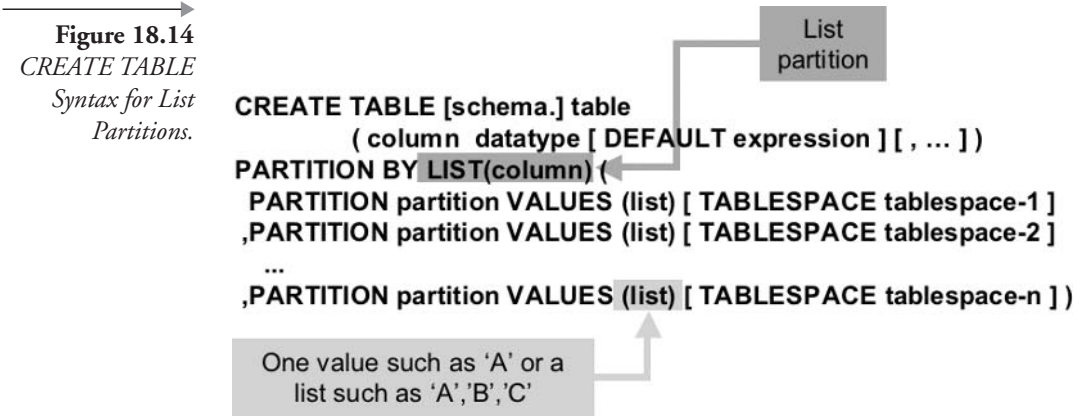 Figure 18.14
CREATE TABLE
Syntax for List
Partitions.
List
partition
CREATE TABLE [schema.] table
( column datatype [ DEFAULT expression ] [ , … ] )
PARTITION BY LIST(column) (
PARTITION partition VALUES (list) [ TABLESPACE tablespace-1 ]
,PARTITION partition VALUES (list) [ TABLESPACE tablespace-2 ]
...
,PARTITION partition VALUES (list) [ TABLESPACE tablespace-n ] )
One value such as ‘A’ or a
list such as ‘A’,’B’,’C’